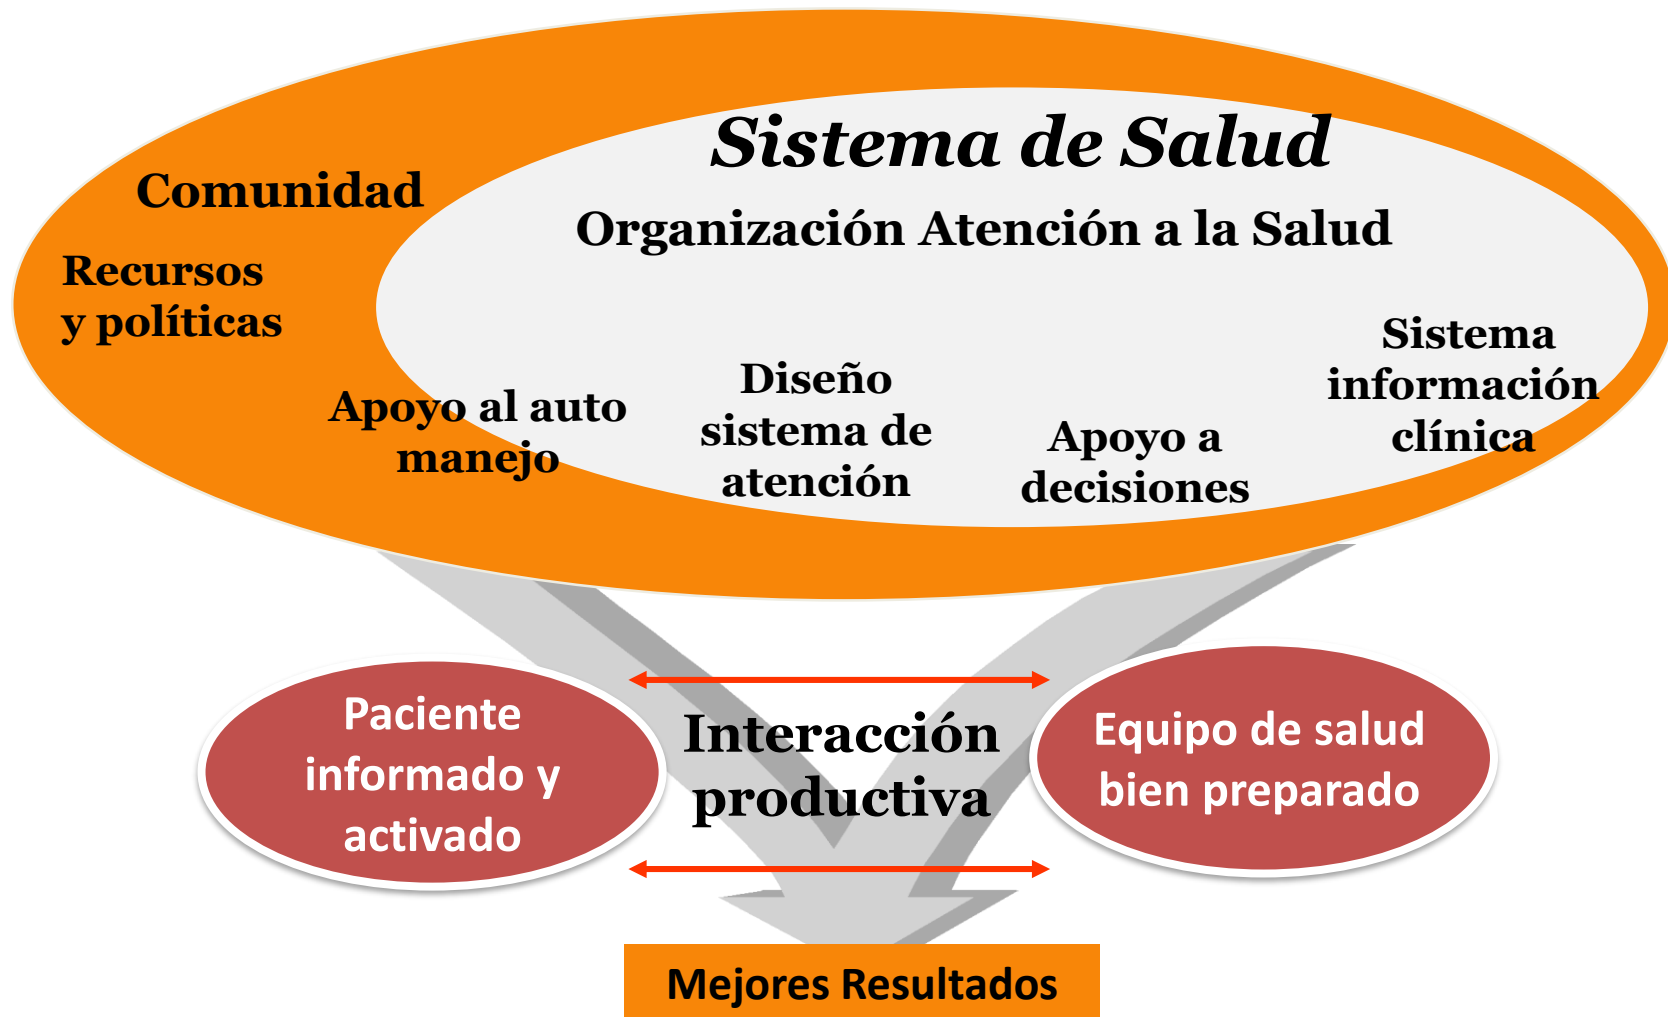 Sistema de Salud
Organización Atención a la Salud
Comunidad
Recursos
y políticas
Apoyo al auto
manejo
Diseño
sistema de
atención
Apoyo a
decisiones
Sistema
información
clínica
Paciente
informado y
activado
Interacción
productiva
Equipo de salud
bien preparado
Mejores Resultados